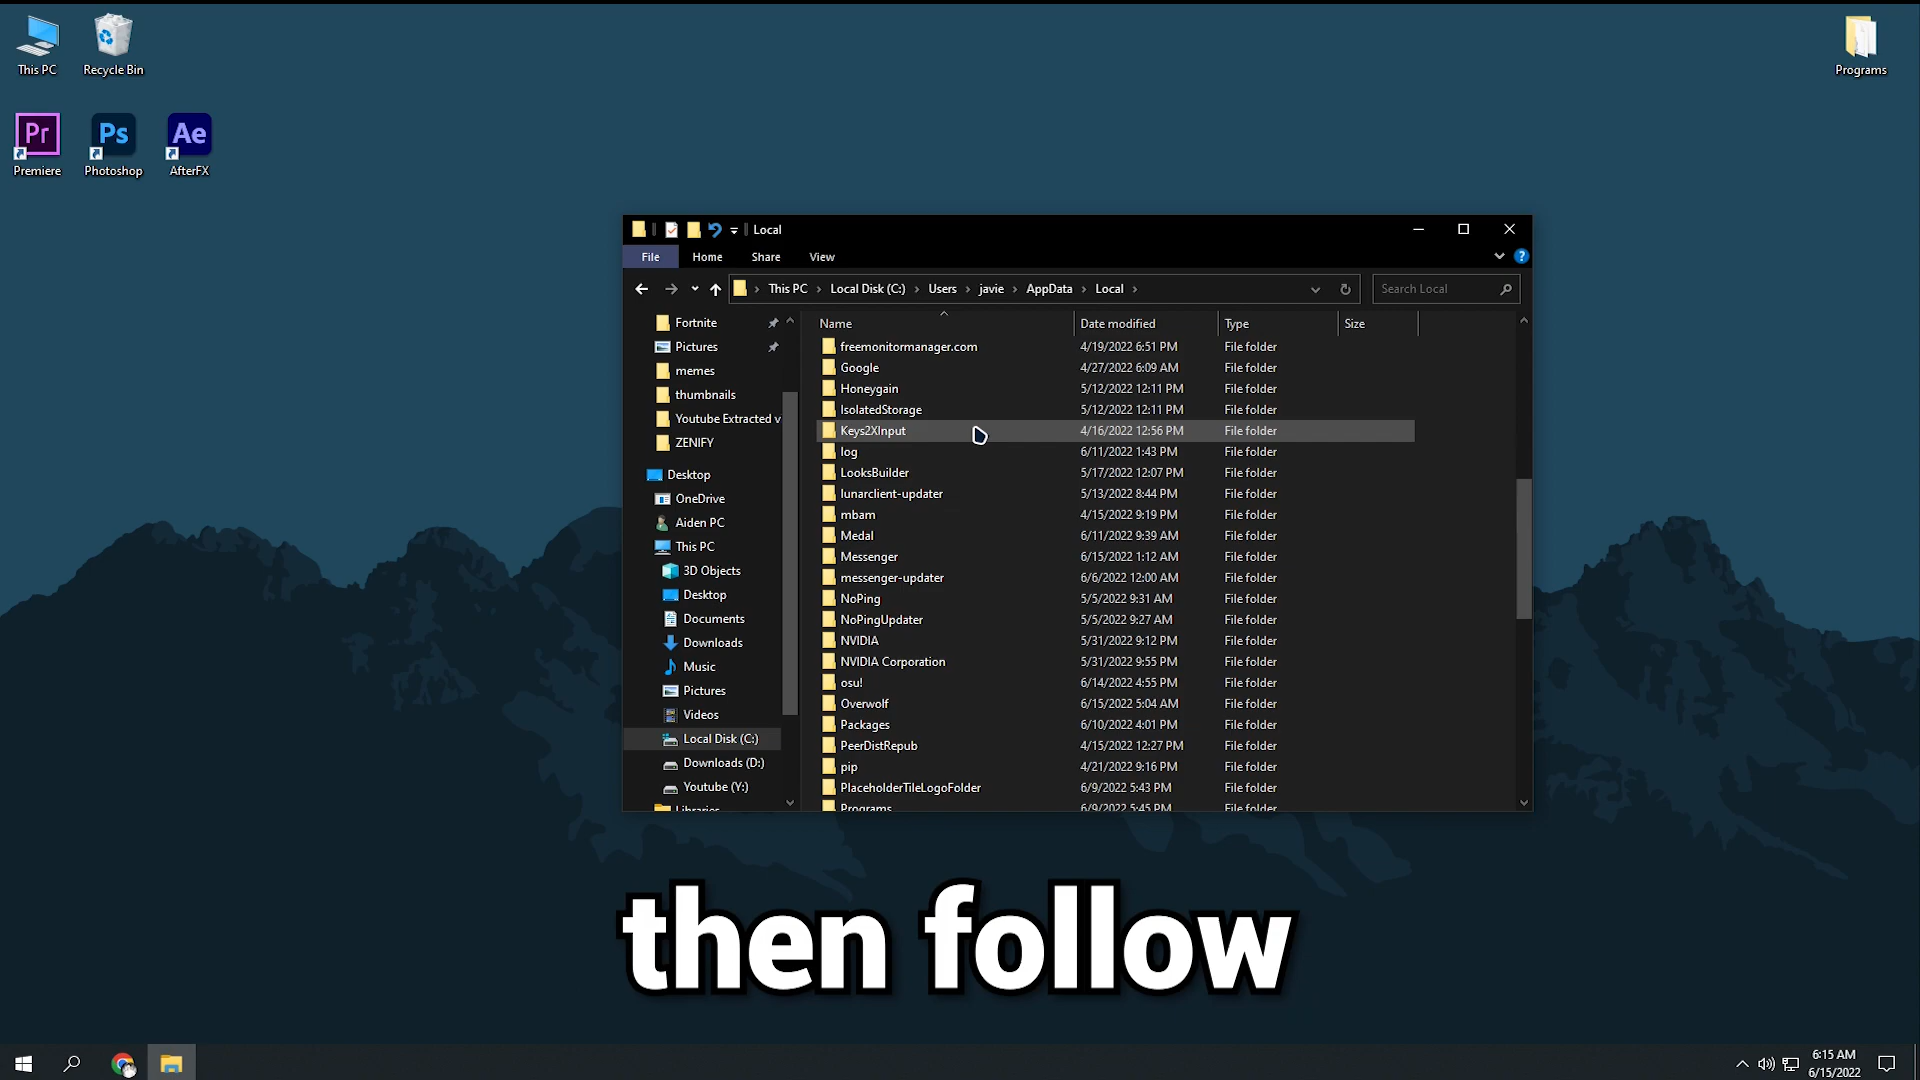 This PC
Recycle Bin
Programs
Pr
Ps
Ae
Premiere
Photoshop
AfterFX
Local
File
Home
Share
View
?
This PC
Local Disk (C:)
Users
javie
AppData
Local
Search Local
Fortnite
Pictures
memes
thumbnails
Youtube Extracted v
ZENIFY
Desktop
OneDrive
Aiden PC
This PC
3D Objects
Desktop
Documents
Downloads
Music
Pictures
Videos
Local Disk (C:)
Downloads (D:)
Youtube (Y:)
Libraries
Name Date modified Type Size
freemonitormanager.com 4/19/2022 6:51 PM File folder
Google 4/27/2022 6:09 AM File folder
Honeygain 5/12/2022 12:11 PM File folder
IsolatedStorage 5/12/2022 12:11 PM File folder
Keys2XInput 4/16/2022 12:56 PM File folder
log 6/11/2022 1:43 PM File folder
LooksBuilder 5/17/2022 12:07 PM File folder
lunarclient-updater 5/13/2022 8:44 PM File folder
mbam 4/15/2022 9:19 PM File folder
Medal 6/11/2022 9:39 AM File folder
Messenger 6/15/2022 1:12 AM File folder
messenger-updater 6/6/2022 12:00 AM File folder
NoPing 5/5/2022 9:31 AM File folder
NoPingUpdater 5/5/2022 9:27 AM File folder
NVIDIA 5/31/2022 9:12 PM File folder
NVIDIA Corporation 5/31/2022 9:55 PM File folder
osu! 6/14/2022 4:55 PM File folder
Overwolf 6/15/2022 5:04 AM File folder
Packages 6/10/2022 4:01 PM File folder
PeerDistRepub 4/15/2022 12:27 PM File folder
pip 4/21/2022 9:16 PM File folder
PlaceholderTileLogoFolder 6/9/2022 5:43 PM File folder
Programs 6/9/2022 5:45 PM File folder
then follow
6:15 AM
6/15/2022